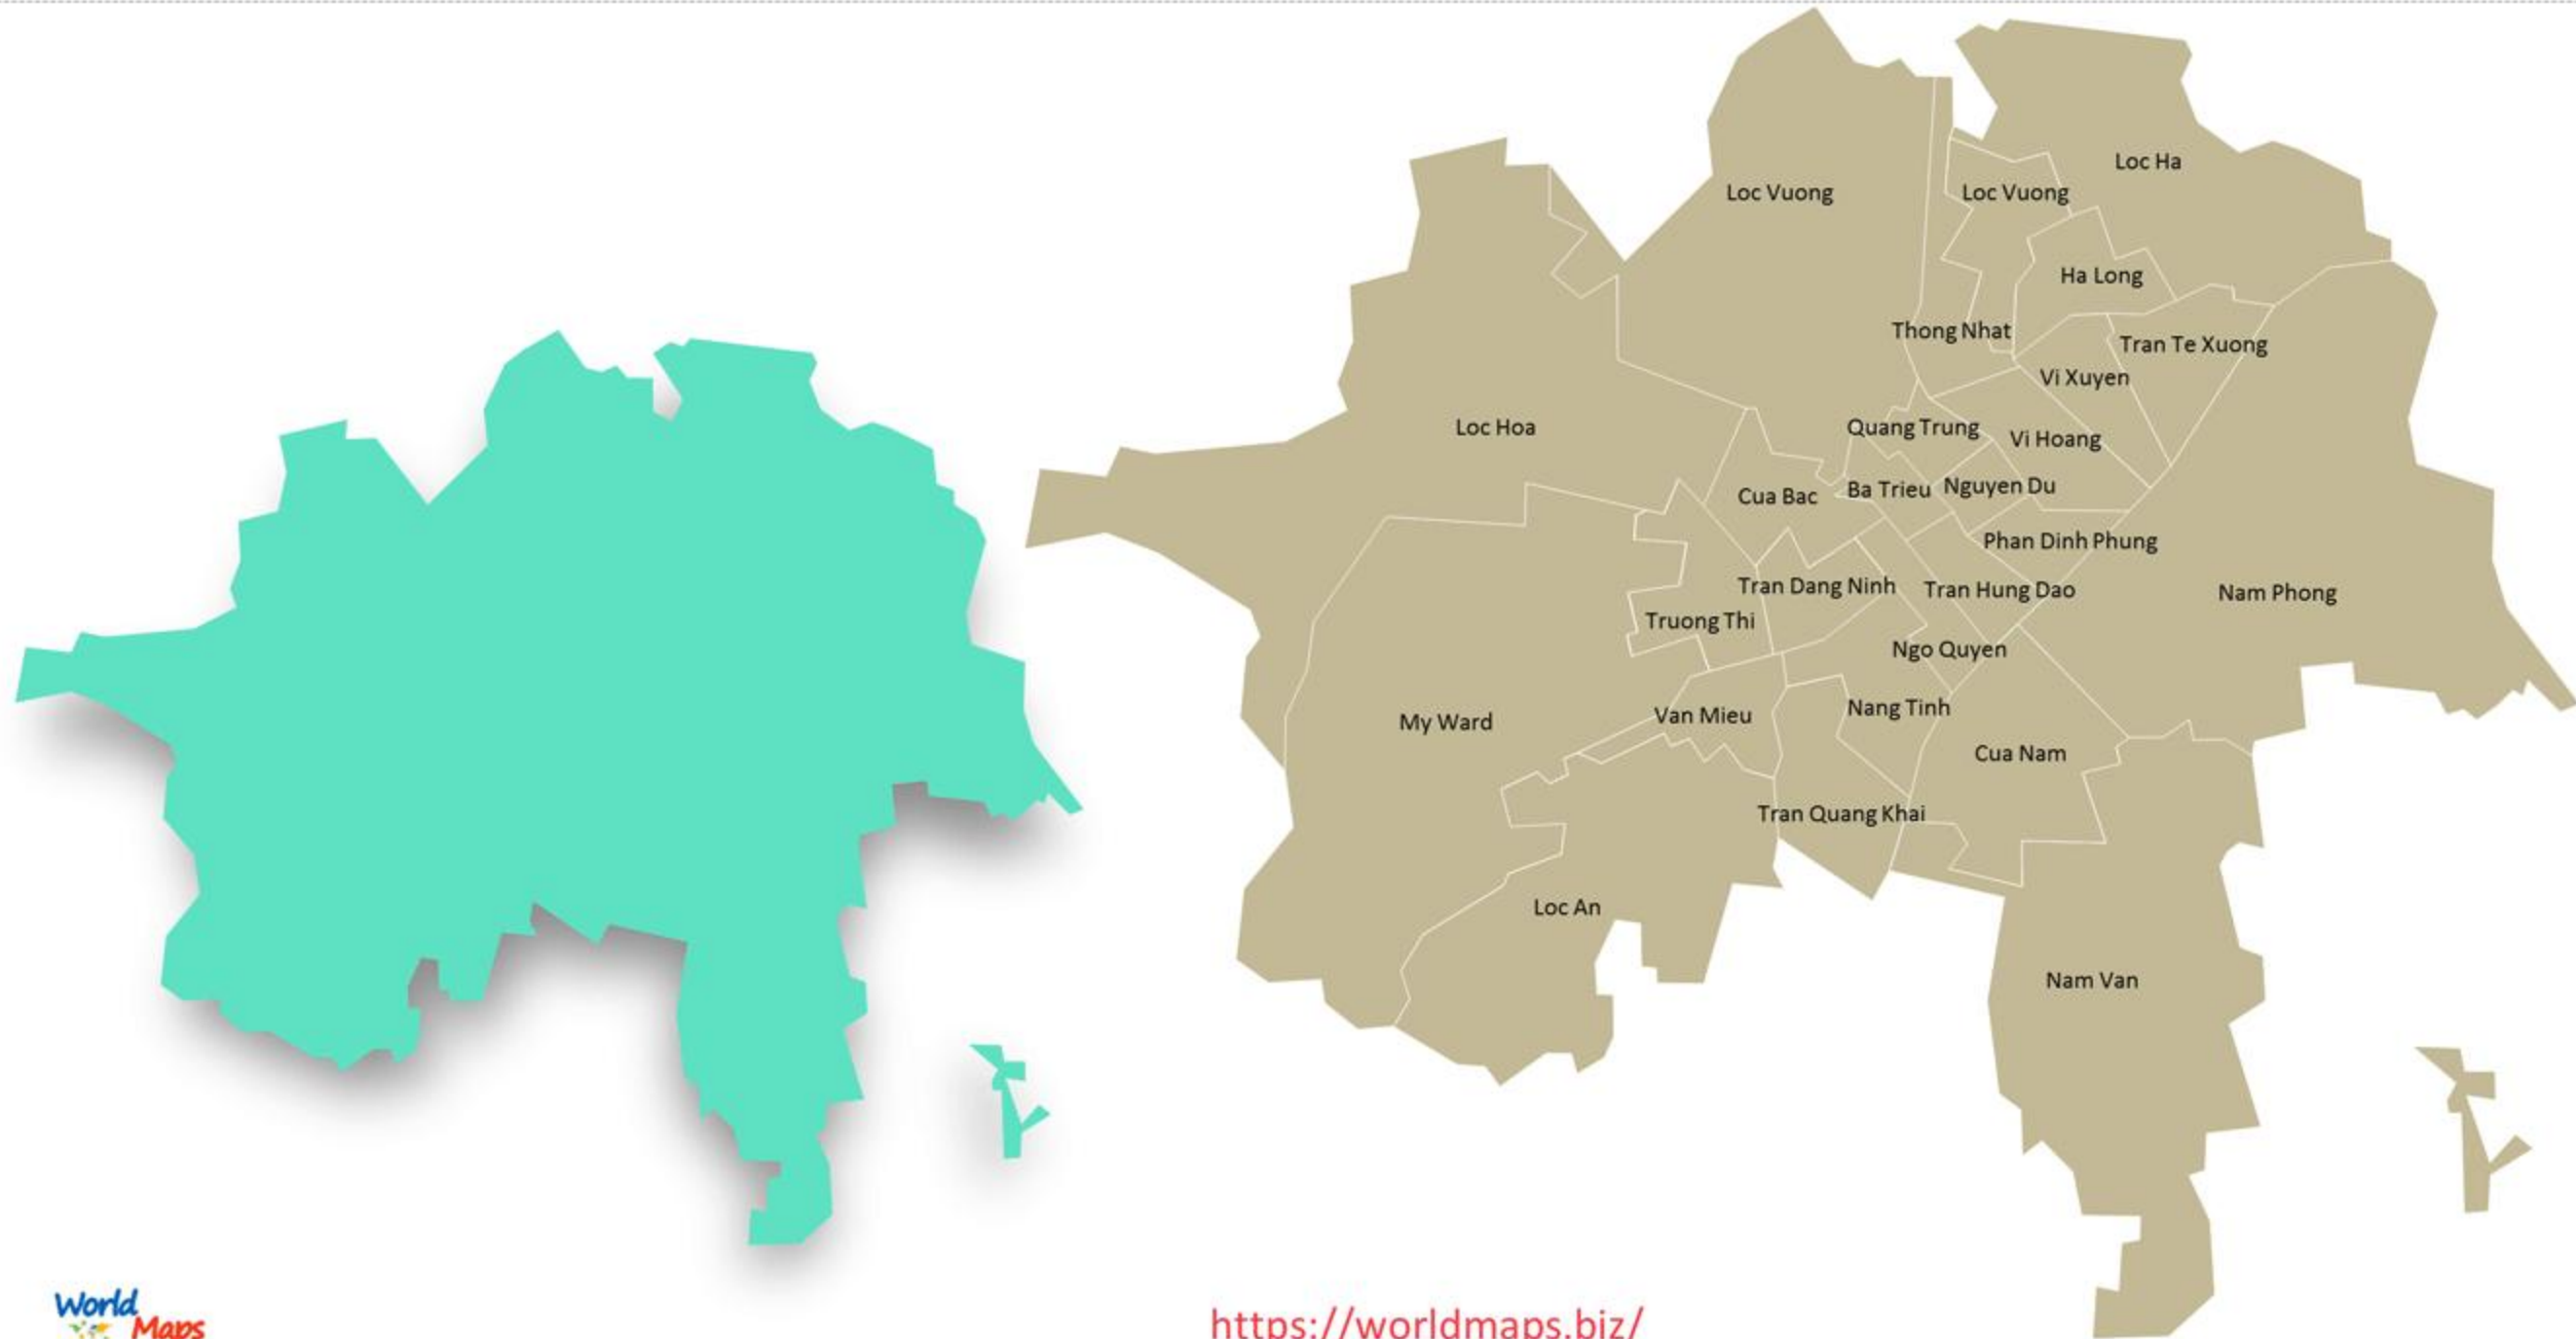 Loc Ha
Loc Vuong
Loc Vuong
Ha Long
Thong Nhat
Tran Te Xuong
Vi Xuyen
Loc Hoa
Quang Trung
Vi Hoang
Cua Bac
Ba Trieu
Nguyen Du
Phan Dinh Phung
Tran Dang Ninh
Tran Hung Dao
Nam Phong
Truong Thi
Ngo Quyen
My Ward
Van Mieu
Nang Tinh
Cua Nam
Tran Quang Khai
Loc An
Nam Van
World
Maps
https://worldmaps.biz/